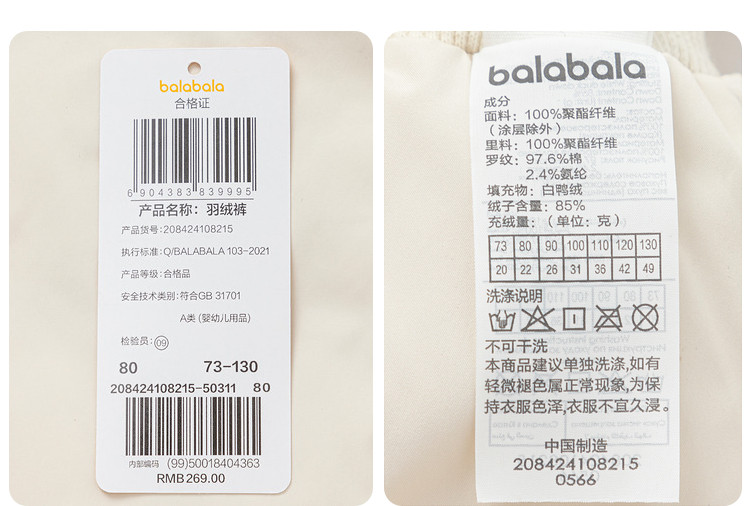 balabala
合格证
6 904383 839995
产品名称: 羽绒裤
产品货号: 208424108215
执行标准: Q/BALABALA 103-2021
产品等级: 合格品
安全技术类别: 符合GB 31701
A类 (婴幼儿用品)
检验员: 09
80 73-130
208424108215-50311 80
内部编码 (99)50018404363
RMB269.00
balabala
成分
面料: 100%聚酯纤维
(涂层除外)
里料: 100%聚酯纤维
罗纹: 97.6%棉
2.4%氨纶
填充物: 白鸭绒
绒子含量: 85%
充绒量: (单位: 克)
73 80 90 100 110 120 130
20 22 26 31 36 42 49
洗涤说明
不可干洗
本商品建议单独洗涤,如有
轻微褪色属正常现象,为保
持衣服色泽,衣服不宜久浸。
中国制造
208424108215
0566